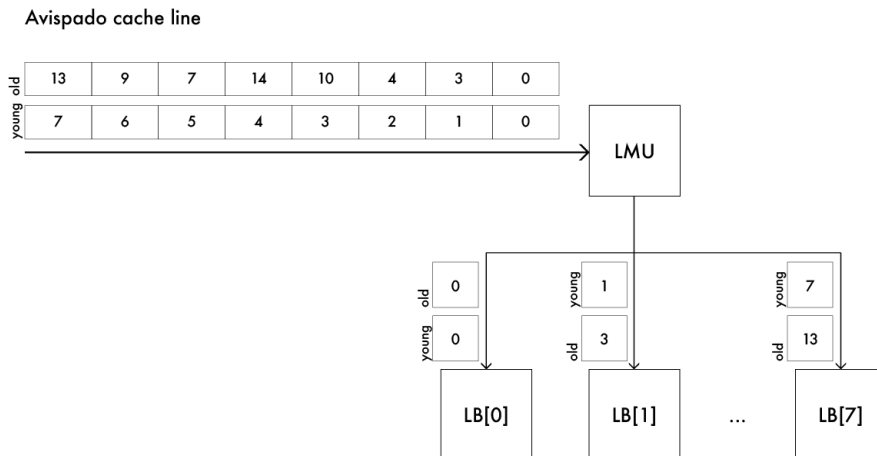 Avispado cache line
old 13 9 7 14 10 4 3 0
young 7 6 5 4 3 2 1 0
LMU
old 0 young 1 young 7
young 0 old 3 old 13
LB[0] LB[1] ... LB[7]